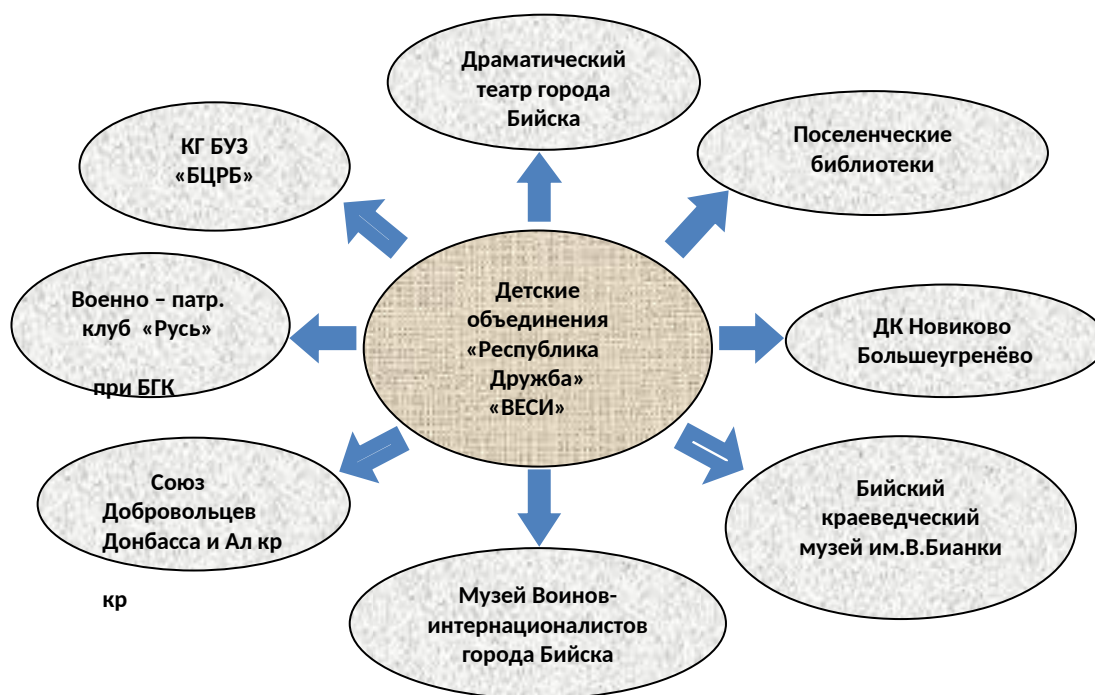 Драматический
театр города
Бийска
КГ БУЗ
«БЦРБ»
Поселенческие
библиотеки
Военно – патр.
клуб «Русь»
при БГК
Детские
объединения
«Республика
Дружба»
«ВЕСИ»
ДК Новиково
Большеугренёво
Союз
Добровольцев
Донбасса и Ал кр
кр
Бийский
краеведческий
музей им.В.Бианки
Музей Воинов-
интернационалистов
города Бийска